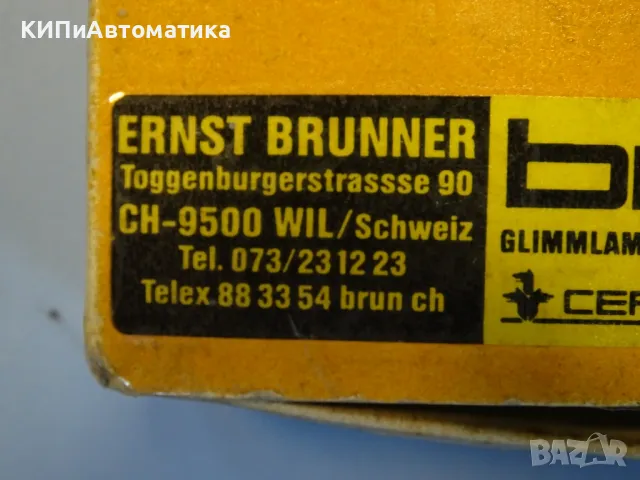 КИПиАвтоматика
ERNST BRUNNER
Toggenburgerstrassse 90
CH-9500 WIL/Schweiz
Tel. 073/23 12 23
Telex 88 33 54 brun ch
GLIMMLAM
CER
BAZAR